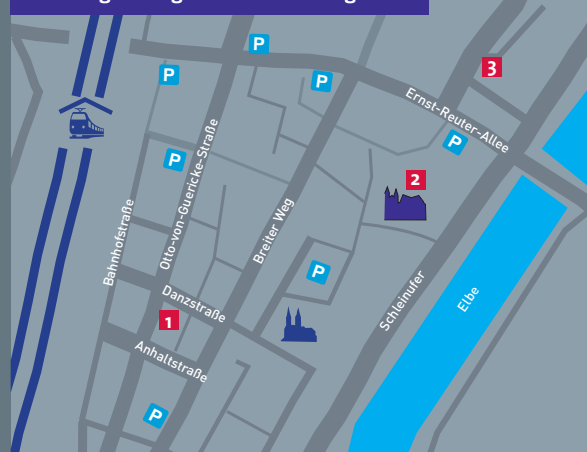 P
P
P
3
Ernst-Reuter-Allee
P
P
2
Otto-von-Guericke-Straße
Breiter Weg
Bahnhofstraße
P
Danzstraße
Schleinufer
Elbe
1
Anhaltstraße
P